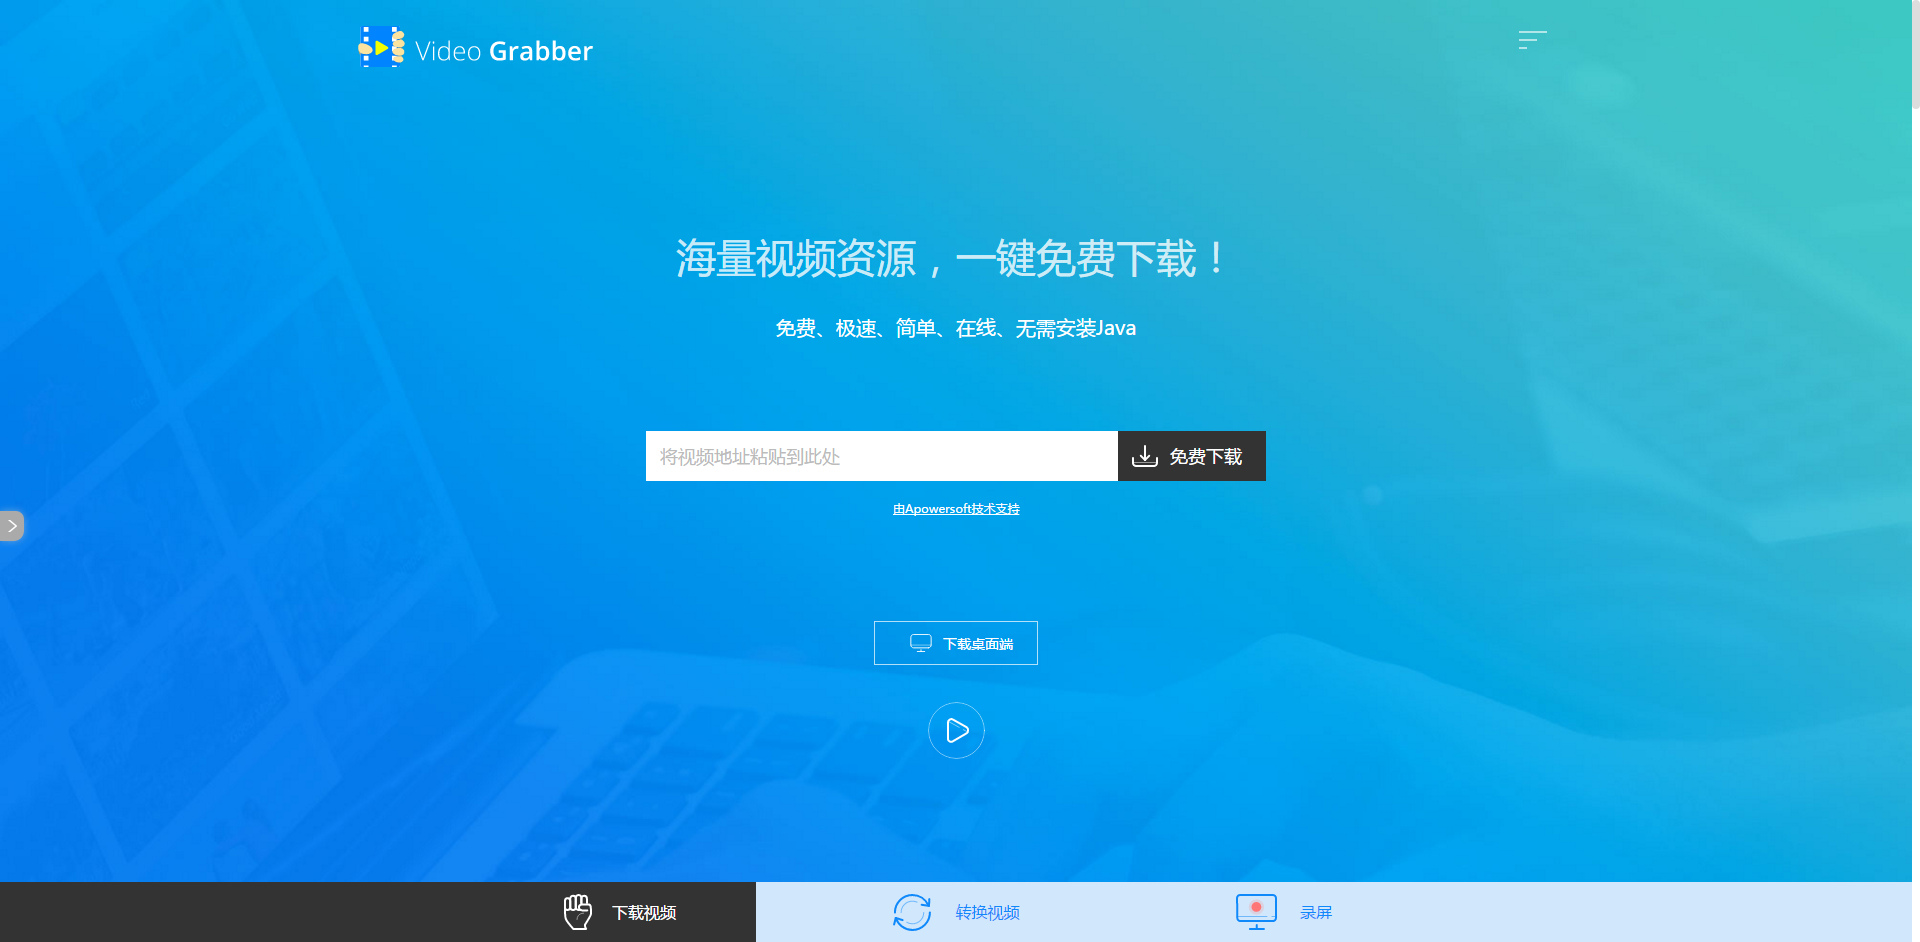 Video Grabber
海量视频资源，一键免费下载！
免费、极速、简单、在线、无需安装Java
将视频地址粘贴到此处
免费下载
由Apowersoft技术支持
下载桌面端
下载视频
转换视频
录屏